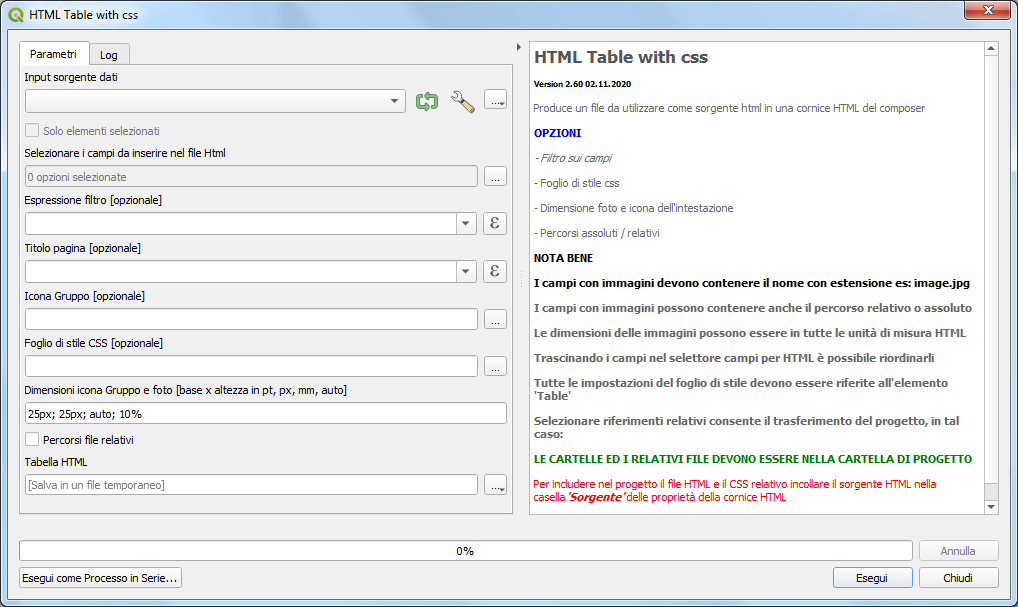 HTML Table with css
Parametri
Log
Input sorgente dati
...
Solo elementi selezionati
Selezionare i campi da inserire nel file Html
0 opzioni selezionate
...
Espressione filtro [opzionale]
ε
Titolo pagina [opzionale]
ε
Icona Gruppo [opzionale]
...
Foglio di stile CSS [opzionale]
...
Dimensioni icona Gruppo e foto [base x altezza in pt, px, mm, auto]
25px; 25px; auto; 10%
Percorsi file relativi
Tabella HTML
[Salva in un file temporaneo]
...
HTML Table with css
Version 2.60 02.11.2020
Produce un file da utilizzare come sorgente html in una cornice HTML del composer
OPZIONI
- Filtro sui campi
- Foglio di stile css
- Dimensione foto e icona dell'intestazione
- Percorsi assoluti / relativi
NOTA BENE
I campi con immagini devono contenere il nome con estensione es: image.jpg
I campi con immagini possono contenere anche il percorso relativo o assoluto
Le dimensioni delle immagini possono essere in tutte le unità di misura HTML
Trascinando i campi nel selettore campi per HTML è possibile riordinarli
Tutte le impostazioni del foglio di stile devono essere riferite all'elemento
'Table'
Selezionare riferimenti relativi consente il trasferimento del progetto, in tal
caso:
LE CARTELLE ED I RELATIVI FILE DEVONO ESSERE NELLA CARTELLA DI PROGETTO
Per includere nel progetto il file HTML e il CSS relativo incollare il sorgente HTML nella
casella 'Sorgente' delle proprietà della cornice HTML
0%
Annulla
Esegui come Processo in Serie...
Esegui
Chiudi